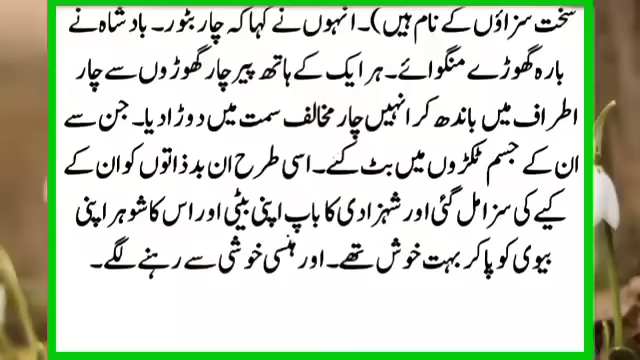 سخت سزاؤں کے نام ہیں)۔ انہوں نے کہا کہ چار بٹور۔ بادشاہ نے
بارہ گھوڑے منگوائے۔ ہر ایک کے ہاتھ پیر چار گھوڑوں سے چار
اطراف میں باندھ کر انہیں چار مخالف سمت میں دوڑا دیا۔ جن سے
ان کے جسم ٹکڑوں میں بٹ گئے۔ اسی طرح ان بدذاتوں کو ان کے
کیے کی سزا مل گئی اور شہزادی کا باپ اپنی بیٹی اور اس کا شوہر اپنی
بیوی کو پا کر بہت خوش تھے۔ اور ہنسی خوشی سے رہنے لگے۔